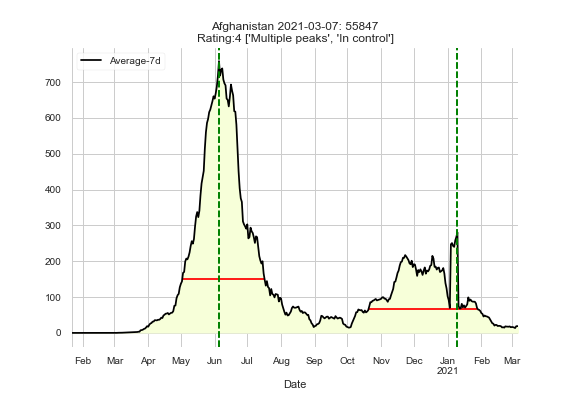 Afghanistan 2021-03-07: 55847
Rating:4 ['Multiple peaks', 'In control']
Average-7d
700
600
500
400
300
200
100
0
Feb Mar Apr May Jun Jul Aug Sep Oct Nov Dec Jan Feb Mar
2021
Date